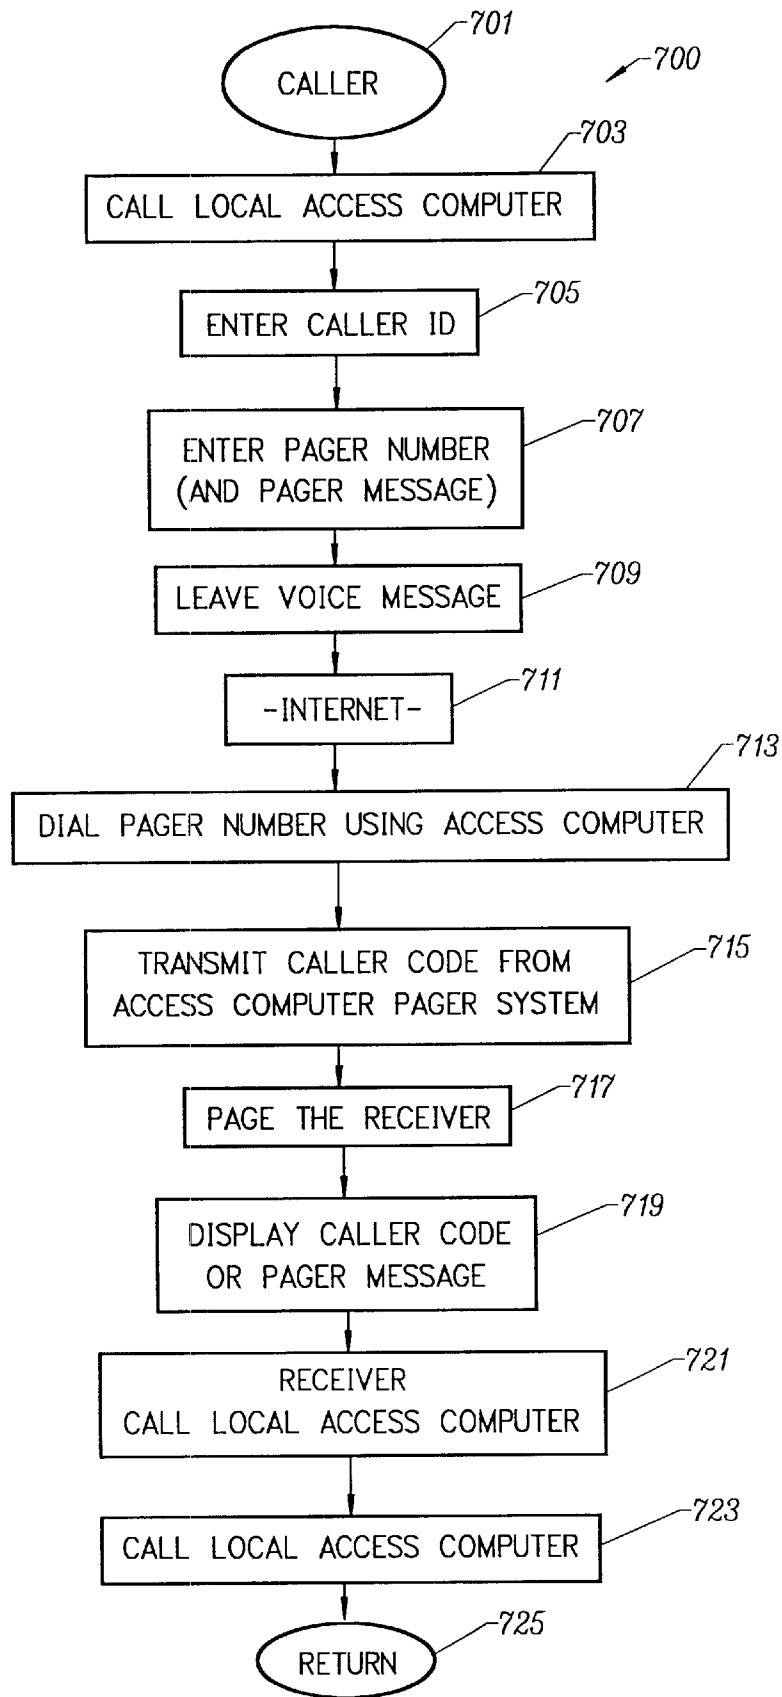 701
CALLER
700
703
CALL LOCAL ACCESS COMPUTER
705
ENTER CALLER ID
707
ENTER PAGER NUMBER
(AND PAGER MESSAGE)
709
LEAVE VOICE MESSAGE
711
-INTERNET-
713
DIAL PAGER NUMBER USING ACCESS COMPUTER
715
TRANSMIT CALLER CODE FROM
ACCESS COMPUTER PAGER SYSTEM
717
PAGE THE RECEIVER
719
DISPLAY CALLER CODE
OR PAGER MESSAGE
721
RECEIVER
CALL LOCAL ACCESS COMPUTER
723
CALL LOCAL ACCESS COMPUTER
725
RETURN